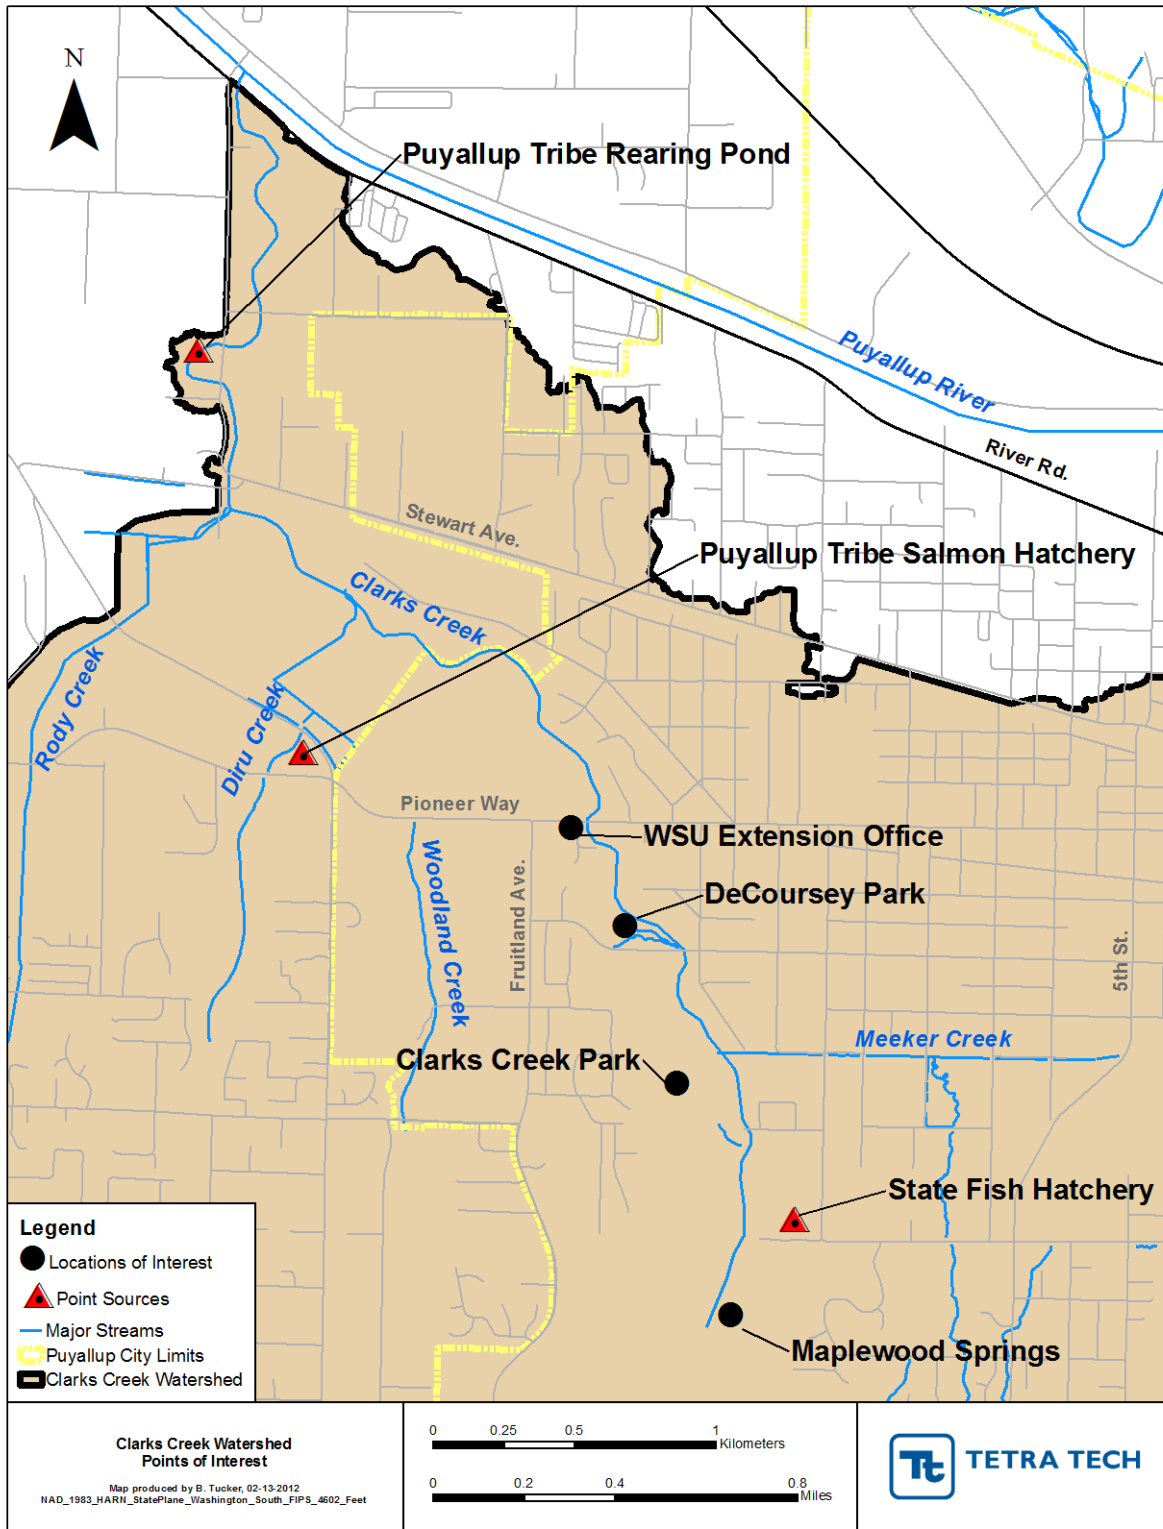 N
Puyallup Tribe Rearing Pond
Puyallup River
River Rd.
Stewart Ave.
Puyallup Tribe Salmon Hatchery
Clarks Creek
Rody Creek
Diru Creek
Pioneer Way
WSU Extension Office
Woodland Creek
DeCoursey Park
Fruitland Ave.
5th St.
Meeker Creek
Clarks Creek Park
State Fish Hatchery
Maplewood Springs
Legend
Locations of Interest
Point Sources
Major Streams
Puyallup City Limits
Clarks Creek Watershed
Clarks Creek Watershed
Points of Interest
Map produced by B. Tucker, 02-13-2012
NAD_1983_HARN_StatePlane_Washington_South_FIPS_4602_Feet
0 0.25 0.5 1
Kilometers
0 0.2 0.4 0.8
Miles
Tt TETRA TECH